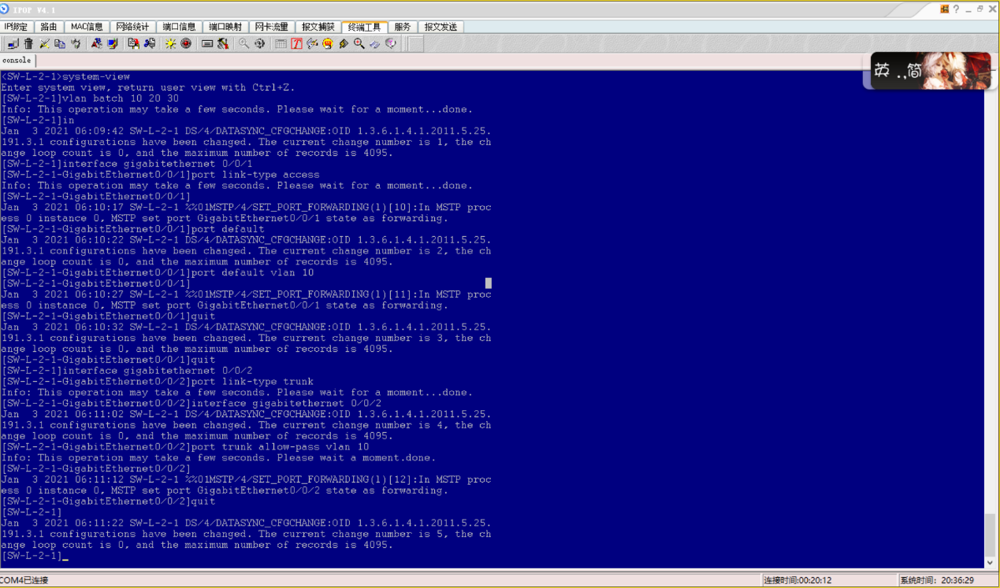 IPOP V4.1
?
IP绑定 路由 MAC信息 网络统计 端口信息 端口映射 网卡流量 报文捕获 终端工具 服务 报文发送
console
英 .,简
<SW-L-2-1>system-view
Enter system view, return user view with Ctrl+Z.
[SW-L-2-1]vlan batch 10 20 30
Info: This operation may take a few seconds. Please wait for a moment...done.
[SW-L-2-1]in
Jan  3 2021 06:09:42 SW-L-2-1 DS/4/DATASYNC_CFGCHANGE:OID 1.3.6.1.4.1.2011.5.25.
191.3.1 configurations have been changed. The current change number is 1, the ch
ange loop count is 0, and the maximum number of records is 4095.
[SW-L-2-1]interface gigabitethernet 0/0/1
[SW-L-2-1-GigabitEthernet0/0/1]port link-type access
Info: This operation may take a few seconds. Please wait for a moment...done.
[SW-L-2-1-GigabitEthernet0/0/1]
Jan  3 2021 06:10:17 SW-L-2-1 %%01MSTP/4/SET_PORT_FORWARDING(l)[10]:In MSTP proc
ess 0 instance 0, MSTP set port GigabitEthernet0/0/1 state as forwarding.
[SW-L-2-1-GigabitEthernet0/0/1]port default
Jan  3 2021 06:10:22 SW-L-2-1 DS/4/DATASYNC_CFGCHANGE:OID 1.3.6.1.4.1.2011.5.25.
191.3.1 configurations have been changed. The current change number is 2, the ch
ange loop count is 0, and the maximum number of records is 4095.
[SW-L-2-1-GigabitEthernet0/0/1]port default vlan 10
[SW-L-2-1-GigabitEthernet0/0/1]
Jan  3 2021 06:10:27 SW-L-2-1 %%01MSTP/4/SET_PORT_FORWARDING(l)[11]:In MSTP proc
ess 0 instance 0, MSTP set port GigabitEthernet0/0/1 state as forwarding.
[SW-L-2-1-GigabitEthernet0/0/1]quit
Jan  3 2021 06:10:32 SW-L-2-1 DS/4/DATASYNC_CFGCHANGE:OID 1.3.6.1.4.1.2011.5.25.
191.3.1 configurations have been changed. The current change number is 3, the ch
ange loop count is 0, and the maximum number of records is 4095.
[SW-L-2-1-GigabitEthernet0/0/1]quit
[SW-L-2-1]interface gigabitethernet 0/0/2
[SW-L-2-1-GigabitEthernet0/0/2]port link-type trunk
Info: This operation may take a few seconds. Please wait for a moment...done.
[SW-L-2-1-GigabitEthernet0/0/2]interface gigabitethernet 0/0/2
Jan  3 2021 06:11:02 SW-L-2-1 DS/4/DATASYNC_CFGCHANGE:OID 1.3.6.1.4.1.2011.5.25.
191.3.1 configurations have been changed. The current change number is 4, the ch
ange loop count is 0, and the maximum number of records is 4095.
[SW-L-2-1-GigabitEthernet0/0/2]port trunk allow-pass vlan 10
Info: This operation may take a few seconds. Please wait a moment.done.
[SW-L-2-1-GigabitEthernet0/0/2]
Jan  3 2021 06:11:12 SW-L-2-1 %%01MSTP/4/SET_PORT_FORWARDING(l)[12]:In MSTP proc
ess 0 instance 0, MSTP set port GigabitEthernet0/0/2 state as forwarding.
[SW-L-2-1-GigabitEthernet0/0/2]quit
[SW-L-2-1]
Jan  3 2021 06:11:22 SW-L-2-1 DS/4/DATASYNC_CFGCHANGE:OID 1.3.6.1.4.1.2011.5.25.
191.3.1 configurations have been changed. The current change number is 5, the ch
ange loop count is 0, and the maximum number of records is 4095.
[SW-L-2-1]_
COM4已连接 连接时间:00:20:12 系统时间: 20:36:29